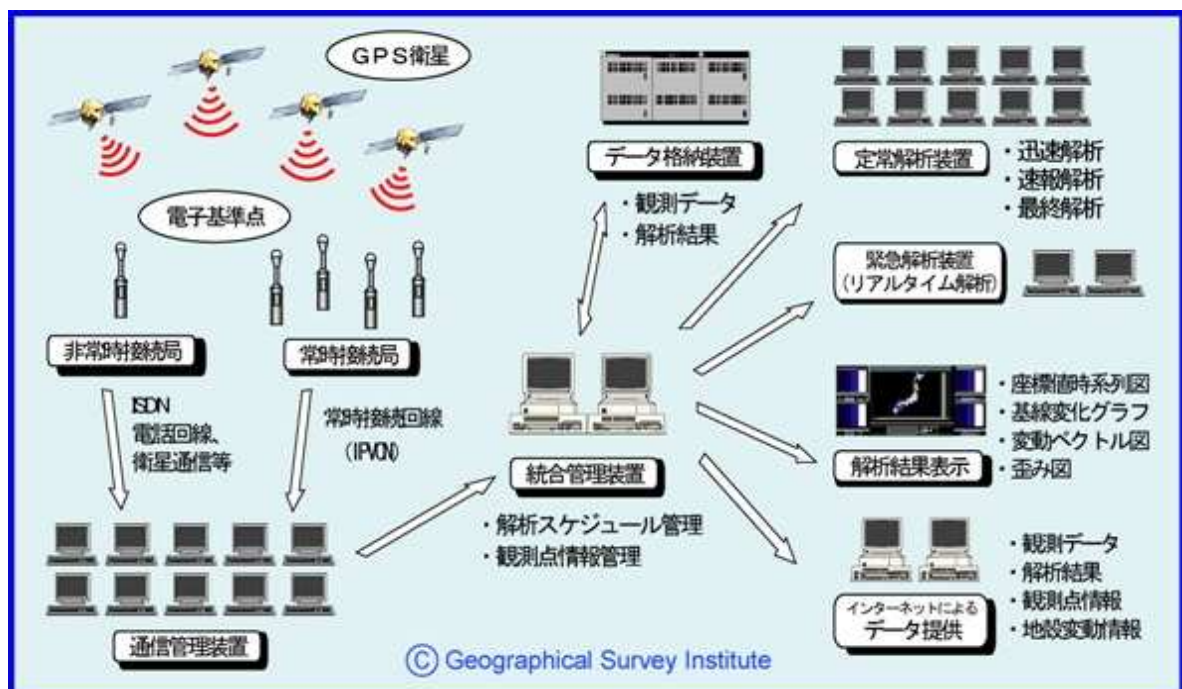 GPS衛星
電子基準点
非常時接続局
常時接続局
ISDN
電話回線、
衛星通信等
常時接続回線
(IPVPN)
通信管理装置
データ格納装置
・観測データ
・解析結果
統合管理装置
・解析スケジュール管理
・観測点情報管理
定常解析装置
・迅速解析
・速報解析
・最終解析
緊急解析装置
(リアルタイム解析)
解析結果表示
・座標値時系列図
・基線変化グラフ
・変動ベクトル図
・歪み図
インターネットによる
データ提供
・観測データ
・解析結果
・観測点情報
・地殻変動情報
© Geographical Survey Institute